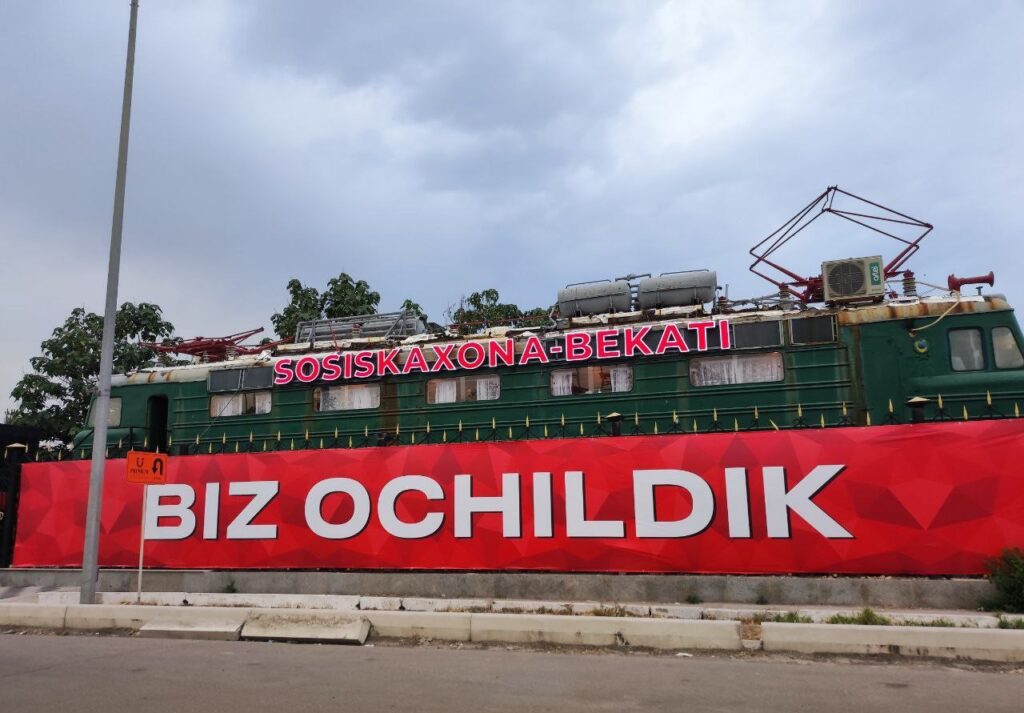 SOSISKAXONA-BEKATI
BIZ OCHILDIK